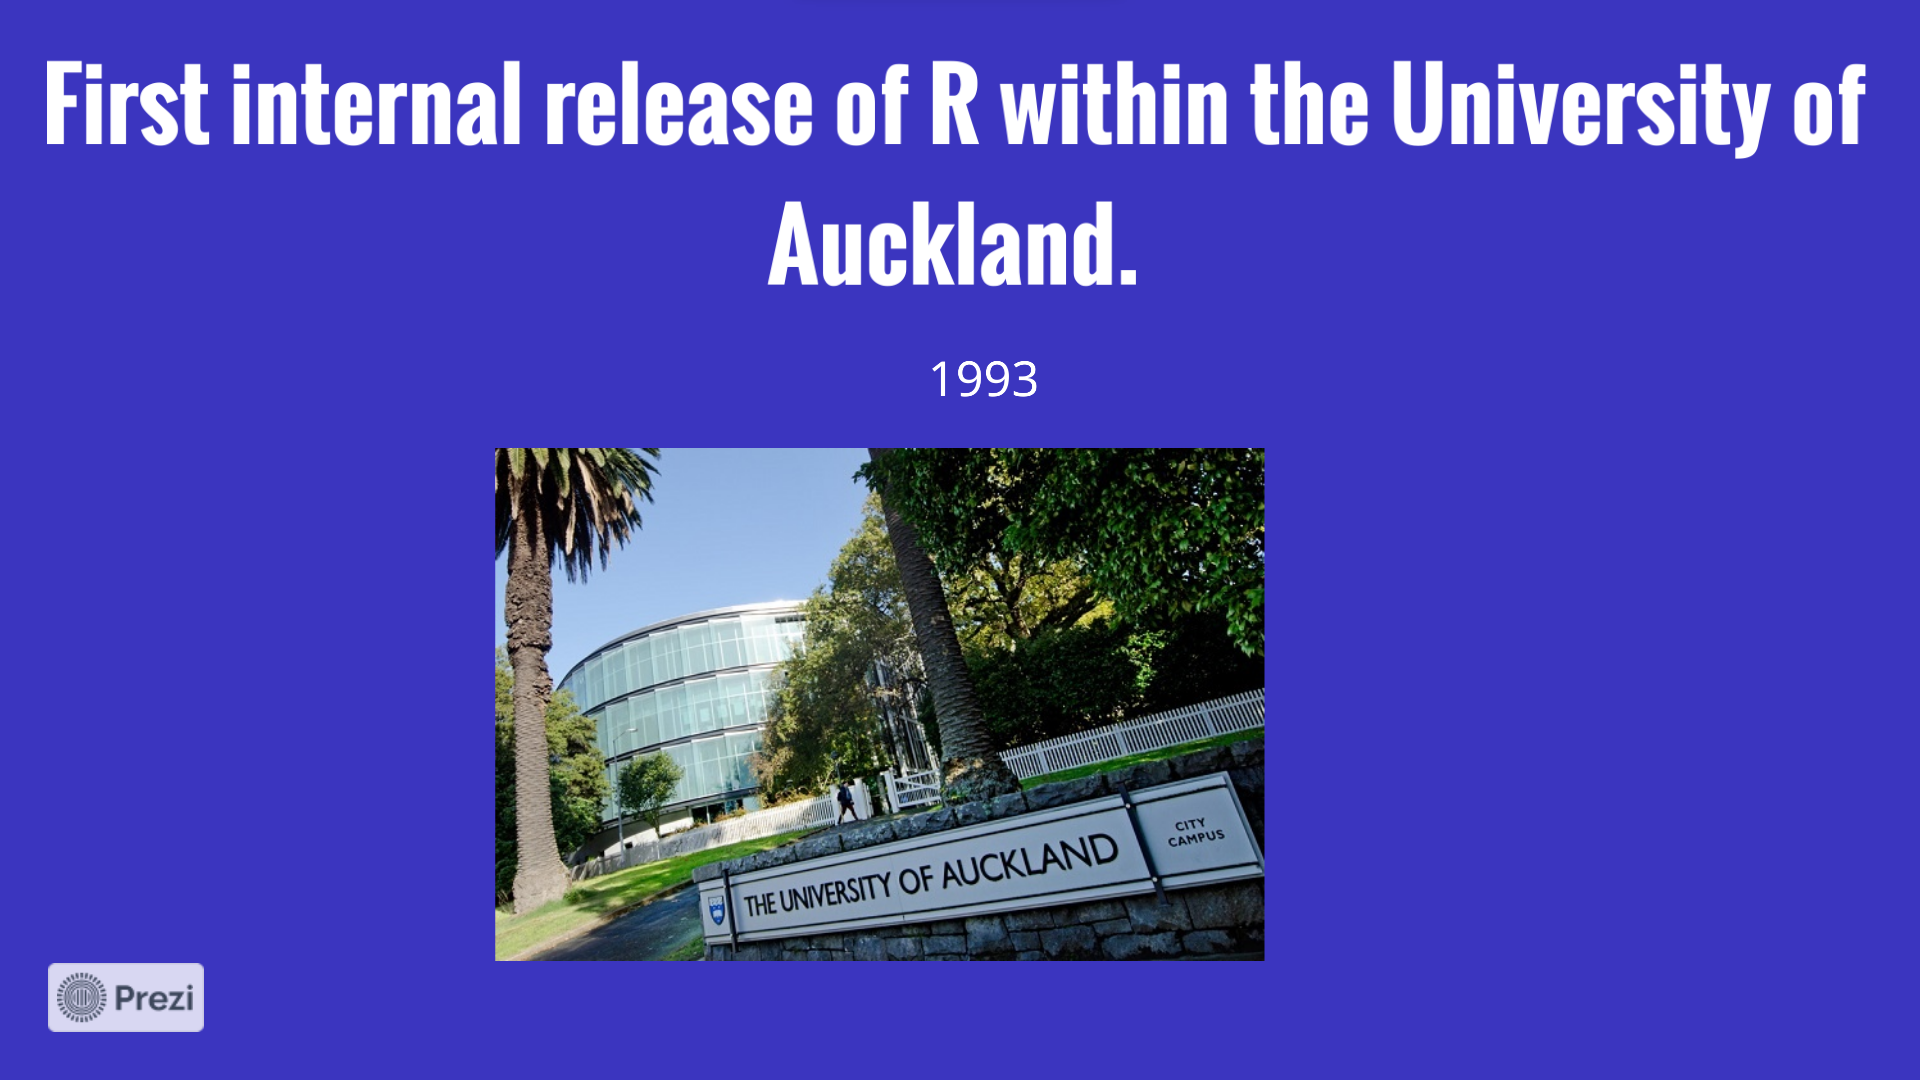 First internal release of R within the University of
Auckland.
1993
THE UNIVERSITY OF AUCKLAND
CITY
CAMPUS
Prezi